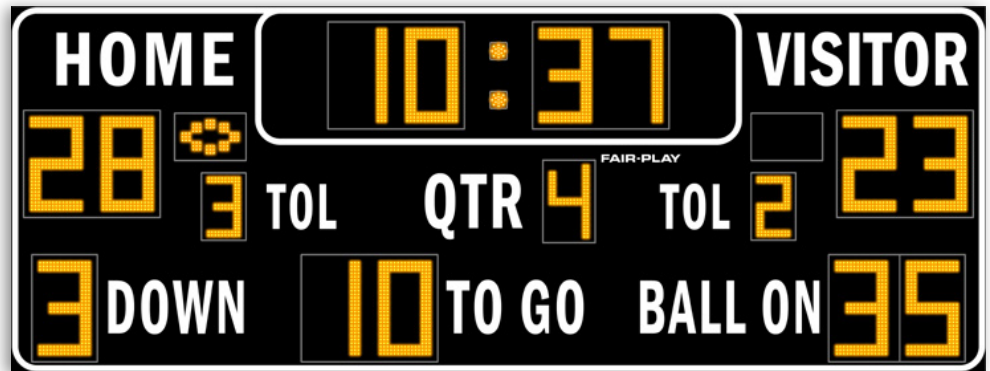 HOME 10:37 VISITOR
28 23
FAIR-PLAY
3 TOL QTR 4 TOL 2
3 DOWN 10 TO GO BALL ON 35